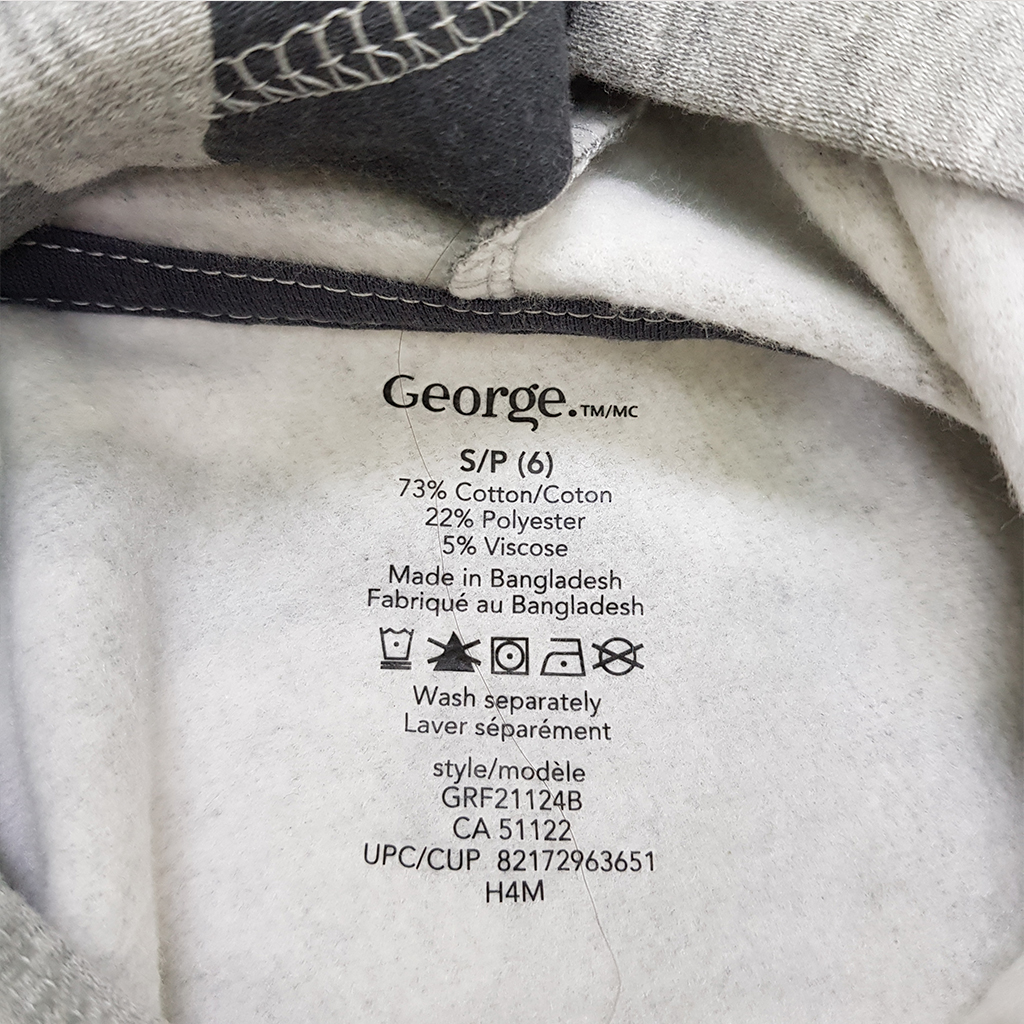 George.TM/MC
S/P (6)
73% Cotton/Coton
22% Polyester
5% Viscose
Made in Bangladesh
Fabriqué au Bangladesh
Wash separately
Laver séparément
style/modèle
GRF21124B
CA 51122
UPC/CUP 82172963651
H4M